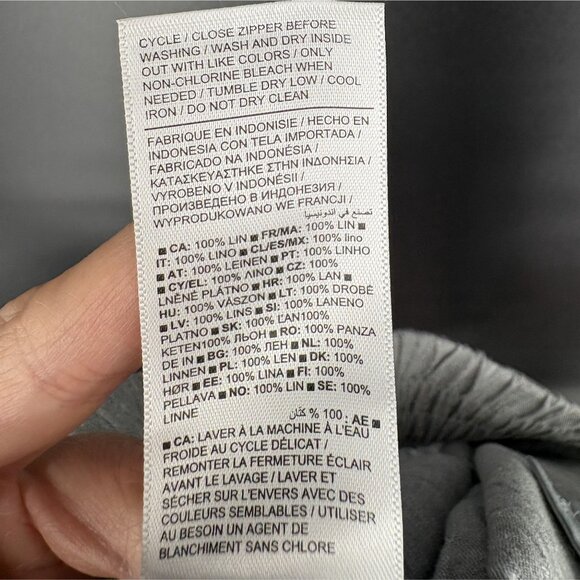 CYCLE / CLOSE ZIPPER BEFORE
WASHING / WASH AND DRY INSIDE
OUT WITH LIKE COLORS / ONLY
NON-CHLORINE BLEACH WHEN
NEEDED / TUMBLE DRY LOW / COOL
IRON / DO NOT DRY CLEAN
FABRIQUE EN INDONISIE / HECHO EN
INDONESIA CON TELA IMPORTADA /
FABRICADO NA INDONÉSIA /
ΚΑΤΑΣΚΕΥΑΣΤΗΚΕ ΣΤΗΝ ΙΝΔΟΝΗΣΙΑ /
VYROBENO V INDONÉSII /
ПРОИЗВЕДЕНО В ИНДОНЕЗИЯ /
WYPRODUKOWANO WE FRANCJI /
تصنع في اندونيسيا
■ CA: 100% LIN ■ FR/MA: 100% LIN ■
IT: 100% LINO ■ CL/ES/MX: 100% lino
■ AT: 100% LEINEN ■ PT: 100% LINHO
■ CY/EL: 100% ΛΙΝΟ ■ CZ: 100%
LNĚNÉ PLÁTNO ■ HR: 100% LAN ■
HU: 100% VÁSZON ■ LT: 100% DROBĖ
■ LV: 100% LINS ■ SI: 100% LANENO
PLATNO ■ SK: 100% ĽAN100%
KETEN100% ЛЬОН ■ RO: 100% PANZA
DE IN ■ BG: 100% ЛЕН ■ NL: 100%
LINNEN ■ PL: 100% LEN ■ DK: 100%
HØR ■ EE: 100% LINA ■ FI: 100%
PELLAVA ■ NO: 100% LIN ■ SE: 100%
LINNE
■ AE: 100 % كتّان
■ CA: LAVER À LA MACHINE À L'EAU
FROIDE AU CYCLE DÉLICAT /
REMONTER LA FERMETURE ÉCLAIR
AVANT LE LAVAGE / LAVER ET
SÉCHER SUR L'ENVERS AVEC DES
COULEURS SEMBLABLES / UTILISER
AU BESOIN UN AGENT DE
BLANCHIMENT SANS CHLORE